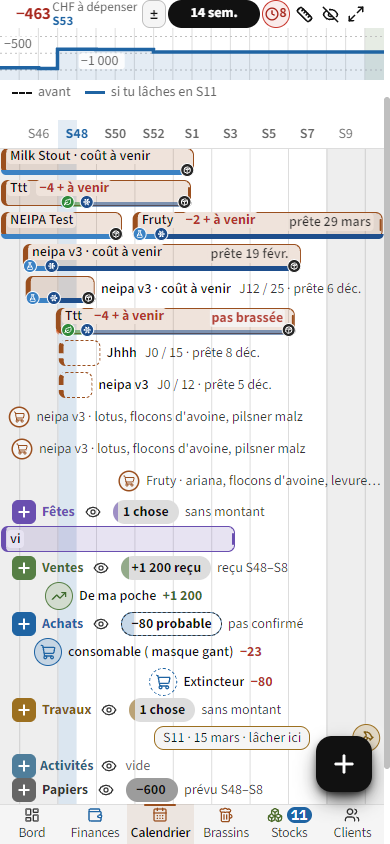 −463 CHF à dépenser
S53
±
14 sem.
8
−500
−1 000
avant
si tu lâches en S11
S46 S48 S50 S52 S1 S3 S5 S7 S9
Milk Stout · coût à venir
Ttt −4 + à venir
NEIPA Test
Fruty −2 + à venir prête 29 mars
neipa v3 · coût à venir prête 19 févr.
neipa v3 · coût à venir J12 / 25 · prête 6 déc.
Ttt −4 + à venir pas brassée
Jhhh J0 / 15 · prête 8 déc.
neipa v3 J0 / 12 · prête 5 déc.
neipa v3 · lotus, flocons d'avoine, pilsner malz
neipa v3 · lotus, flocons d'avoine, pilsner malz
Fruty · ariana, flocons d'avoine, levure…
Fêtes 1 chose sans montant
vi
Ventes +1 200 reçu reçu S48–S8
De ma poche +1 200
Achats −80 probable pas confirmé
consomable ( masque gant) −23
Extincteur −80
Travaux 1 chose sans montant
S11 · 15 mars · lâcher ici
Activités vide
Papiers −600 prévu S48–S8
Bord Finances Calendrier Brassins Stocks 11 Clients